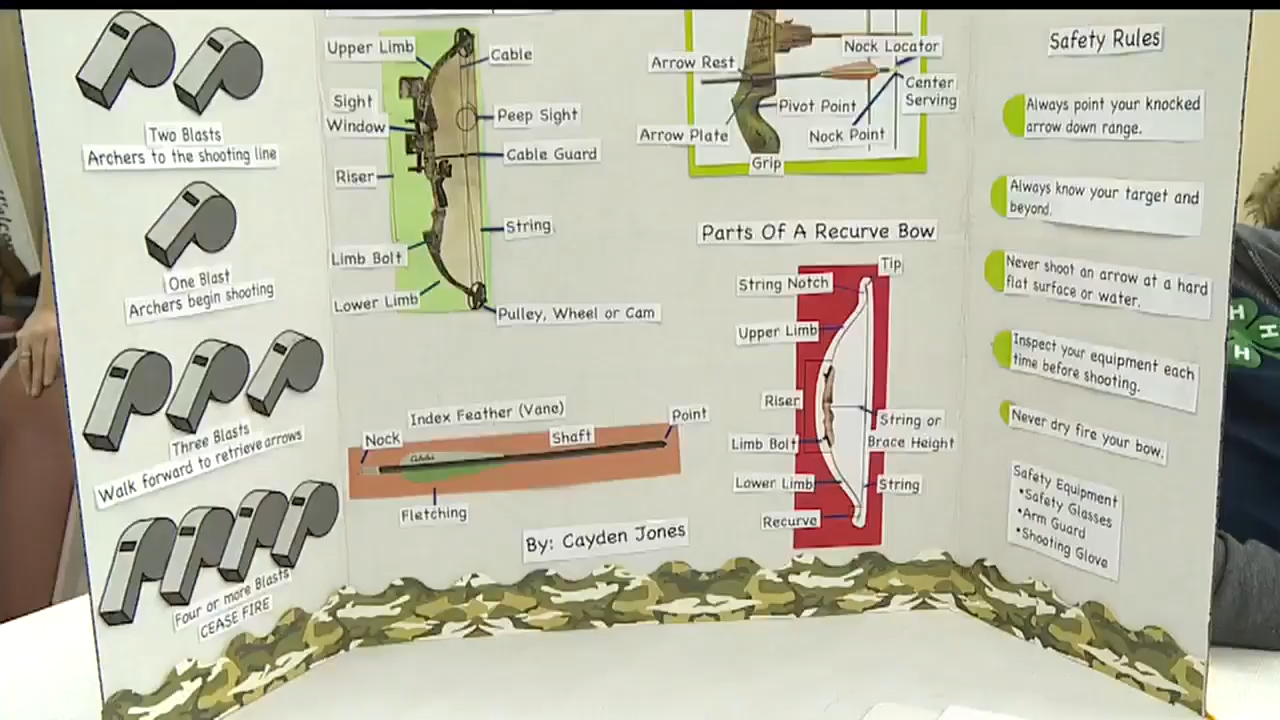 Two Blasts
Archers to the shooting line
One Blast
Archers begin shooting
Three Blasts
Walk forward to retrieve arrows
Four or more Blasts
CEASE FIRE
Upper Limb
Cable
Sight
Window
Peep Sight
Cable Guard
Riser
String
Limb Bolt
Lower Limb
Pulley, Wheel or Cam
Index Feather (Vane)
Nock
Shaft
Point
Cabela's
Fletching
By: Cayden Jones
Nock Locator
Arrow Rest
Center
Serving
Pivot Point
Arrow Plate
Nock Point
Grip
Parts Of A Recurve Bow
Tip
String Notch
Upper Limb
Riser
String or
Brace Height
Limb Bolt
Lower Limb
String
Recurve
Safety Rules
Always point your knocked
arrow down range.
Always know your target and
beyond.
Never shoot an arrow at a hard
flat surface or water.
Inspect your equipment each
time before shooting.
Never dry fire your bow.
Safety Equipment
•Safety Glasses
•Arm Guard
•Shooting Glove
H H
H